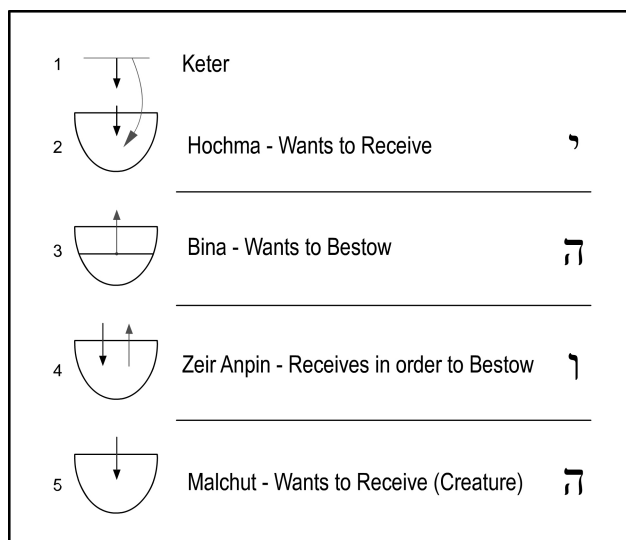 1 Keter
2 Hochma - Wants to Receive י
3 Bina - Wants to Bestow ה
4 Zeir Anpin - Receives in order to Bestow ו
5 Malchut - Wants to Receive (Creature) ה